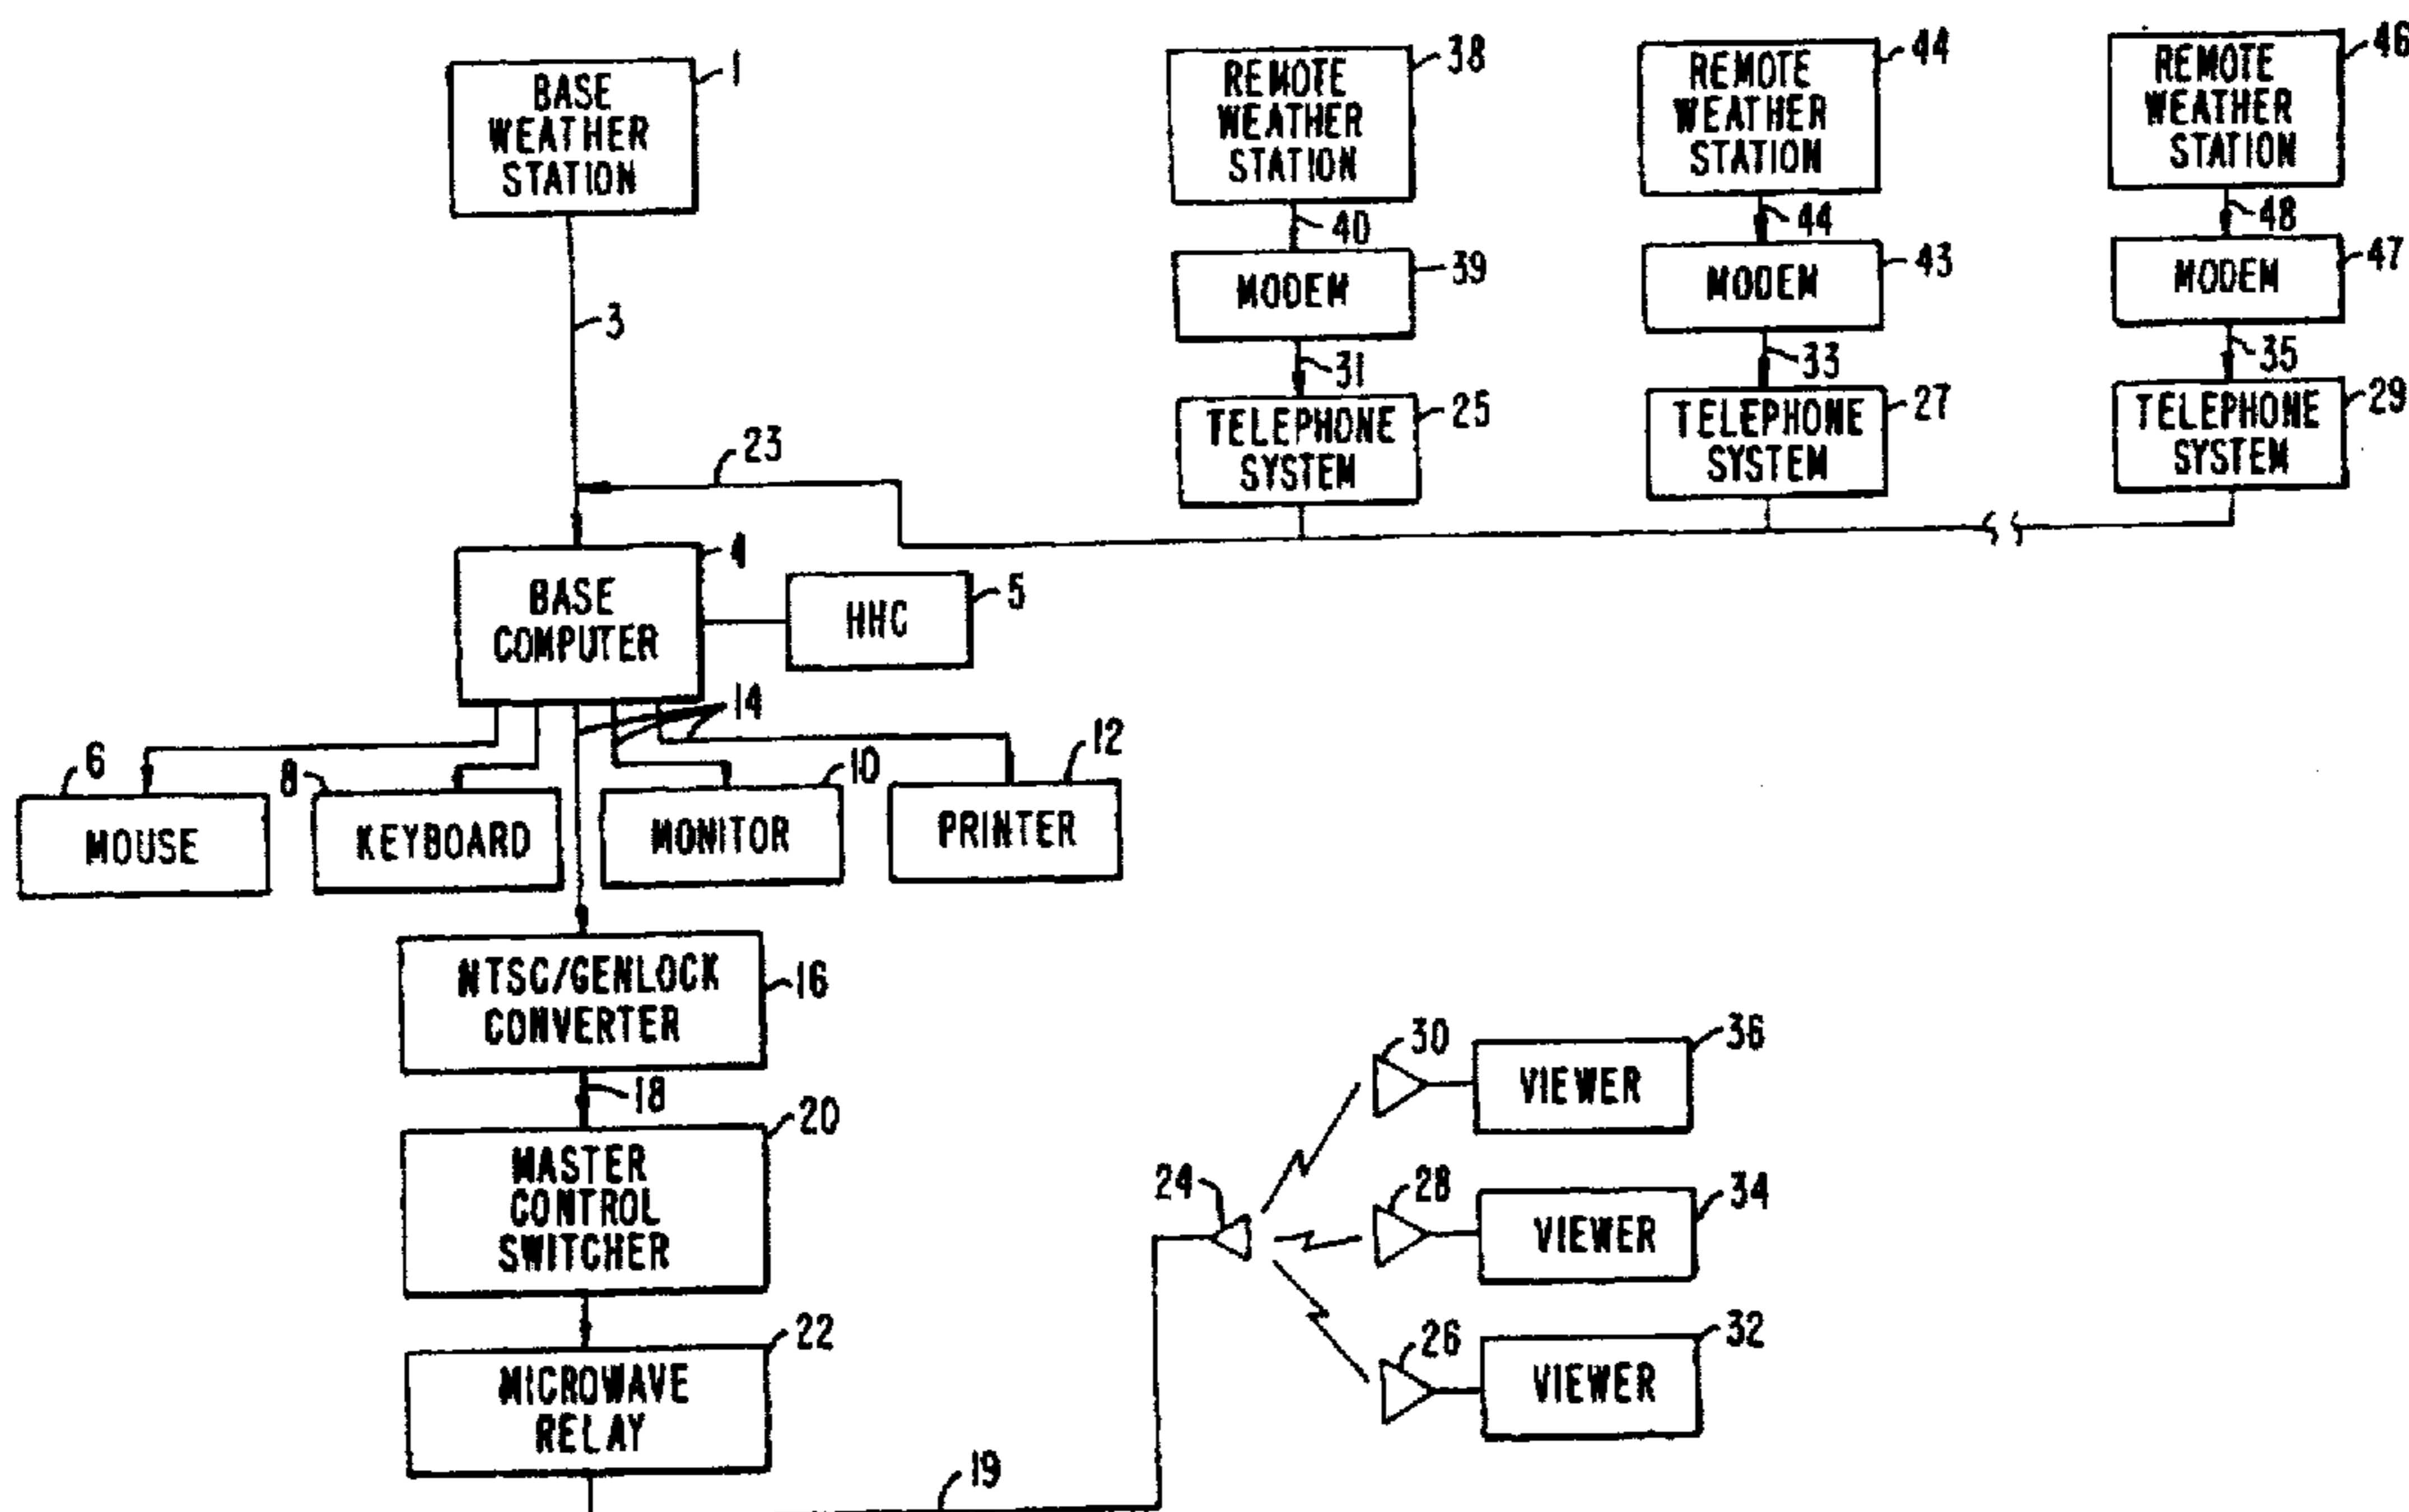 BASE
WEATHER
STATION
1
REMOTE
WEATHER
STATION
38
REMOTE
WEATHER
STATION
44
REMOTE
WEATHER
STATION
46
40
44
48
MODEM
39
MODEM
43
MODEM
47
3
31
33
35
TELEPHONE
SYSTEM
25
TELEPHONE
SYSTEM
27
TELEPHONE
SYSTEM
29
23
BASE
COMPUTER
4
HHC
5
14
6
MOUSE
8
KEYBOARD
10
MONITOR
12
PRINTER
NTSC/GENLOCK
CONVERTER
16
18
MASTER
CONTROL
SWITCHER
20
MICROWAVE
RELAY
22
19
24
30
VIEWER
36
28
VIEWER
34
26
VIEWER
32